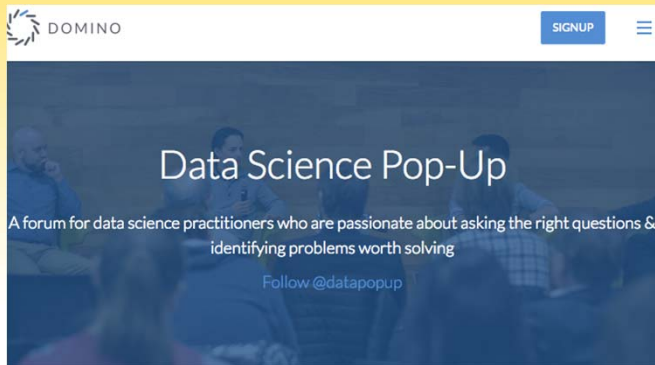 DOMINO
SIGNUP
Data Science Pop-Up
A forum for data science practitioners who are passionate about asking the right questions &
identifying problems worth solving
Follow @datapopup